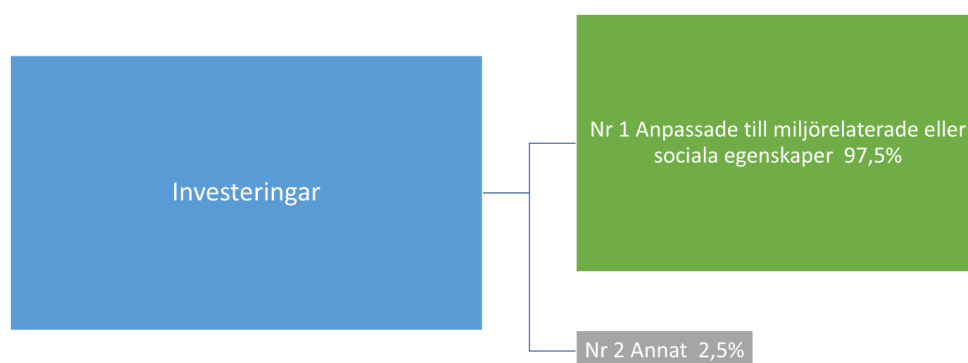 Investeringar
Nr 1 Anpassade till miljörelaterade eller
sociala egenskaper 97,5%
Nr 2 Annat 2,5%